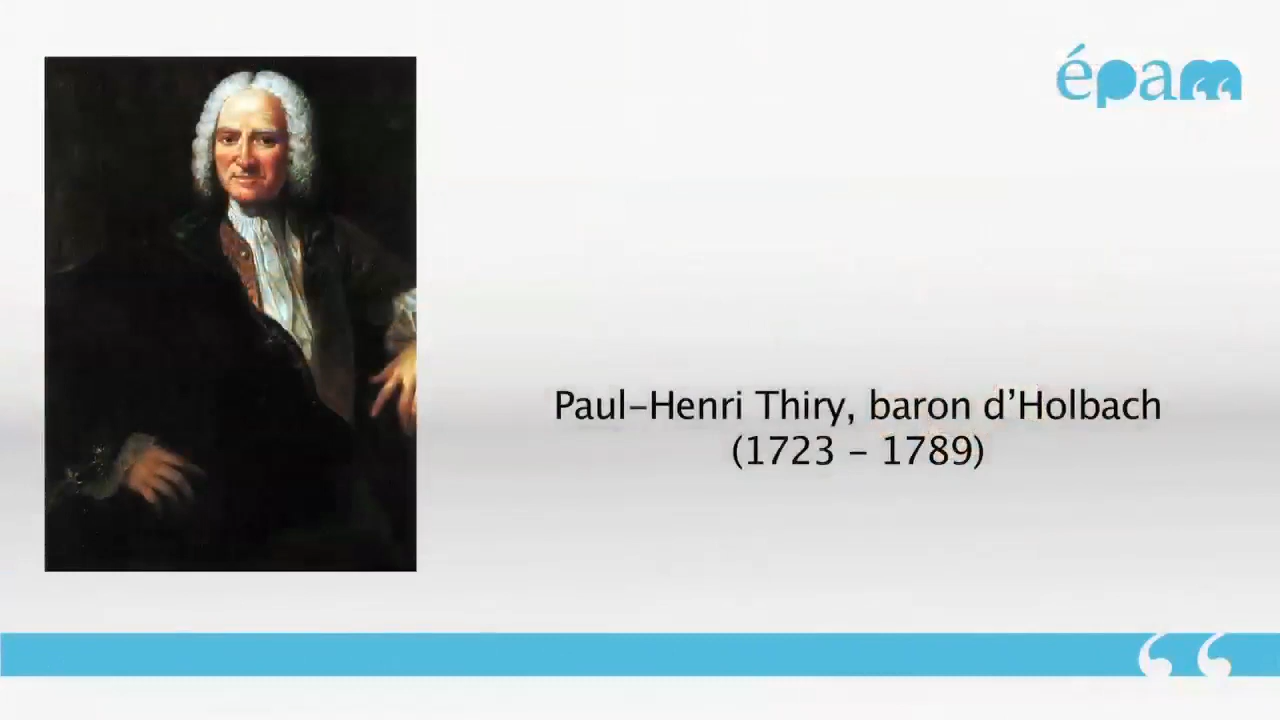 épam
Paul-Henri Thiry, baron d’Holbach
(1723 – 1789)